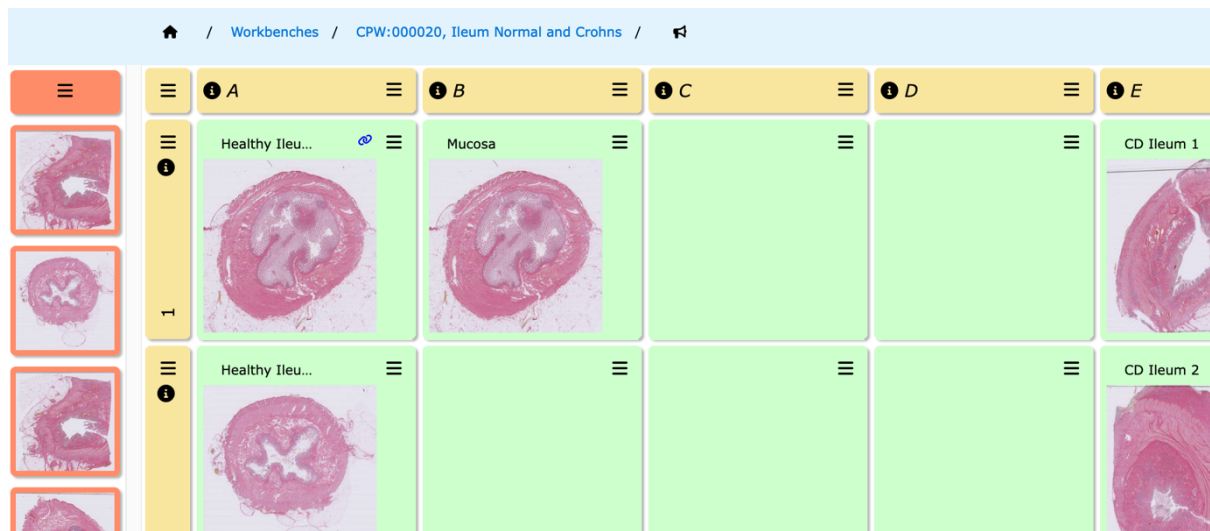 / Workbenches / CPW:000020, Ileum Normal and Crohns /
A B C D E
Healthy Ileu... Mucosa CD Ileum 1
1
Healthy Ileu... CD Ileum 2